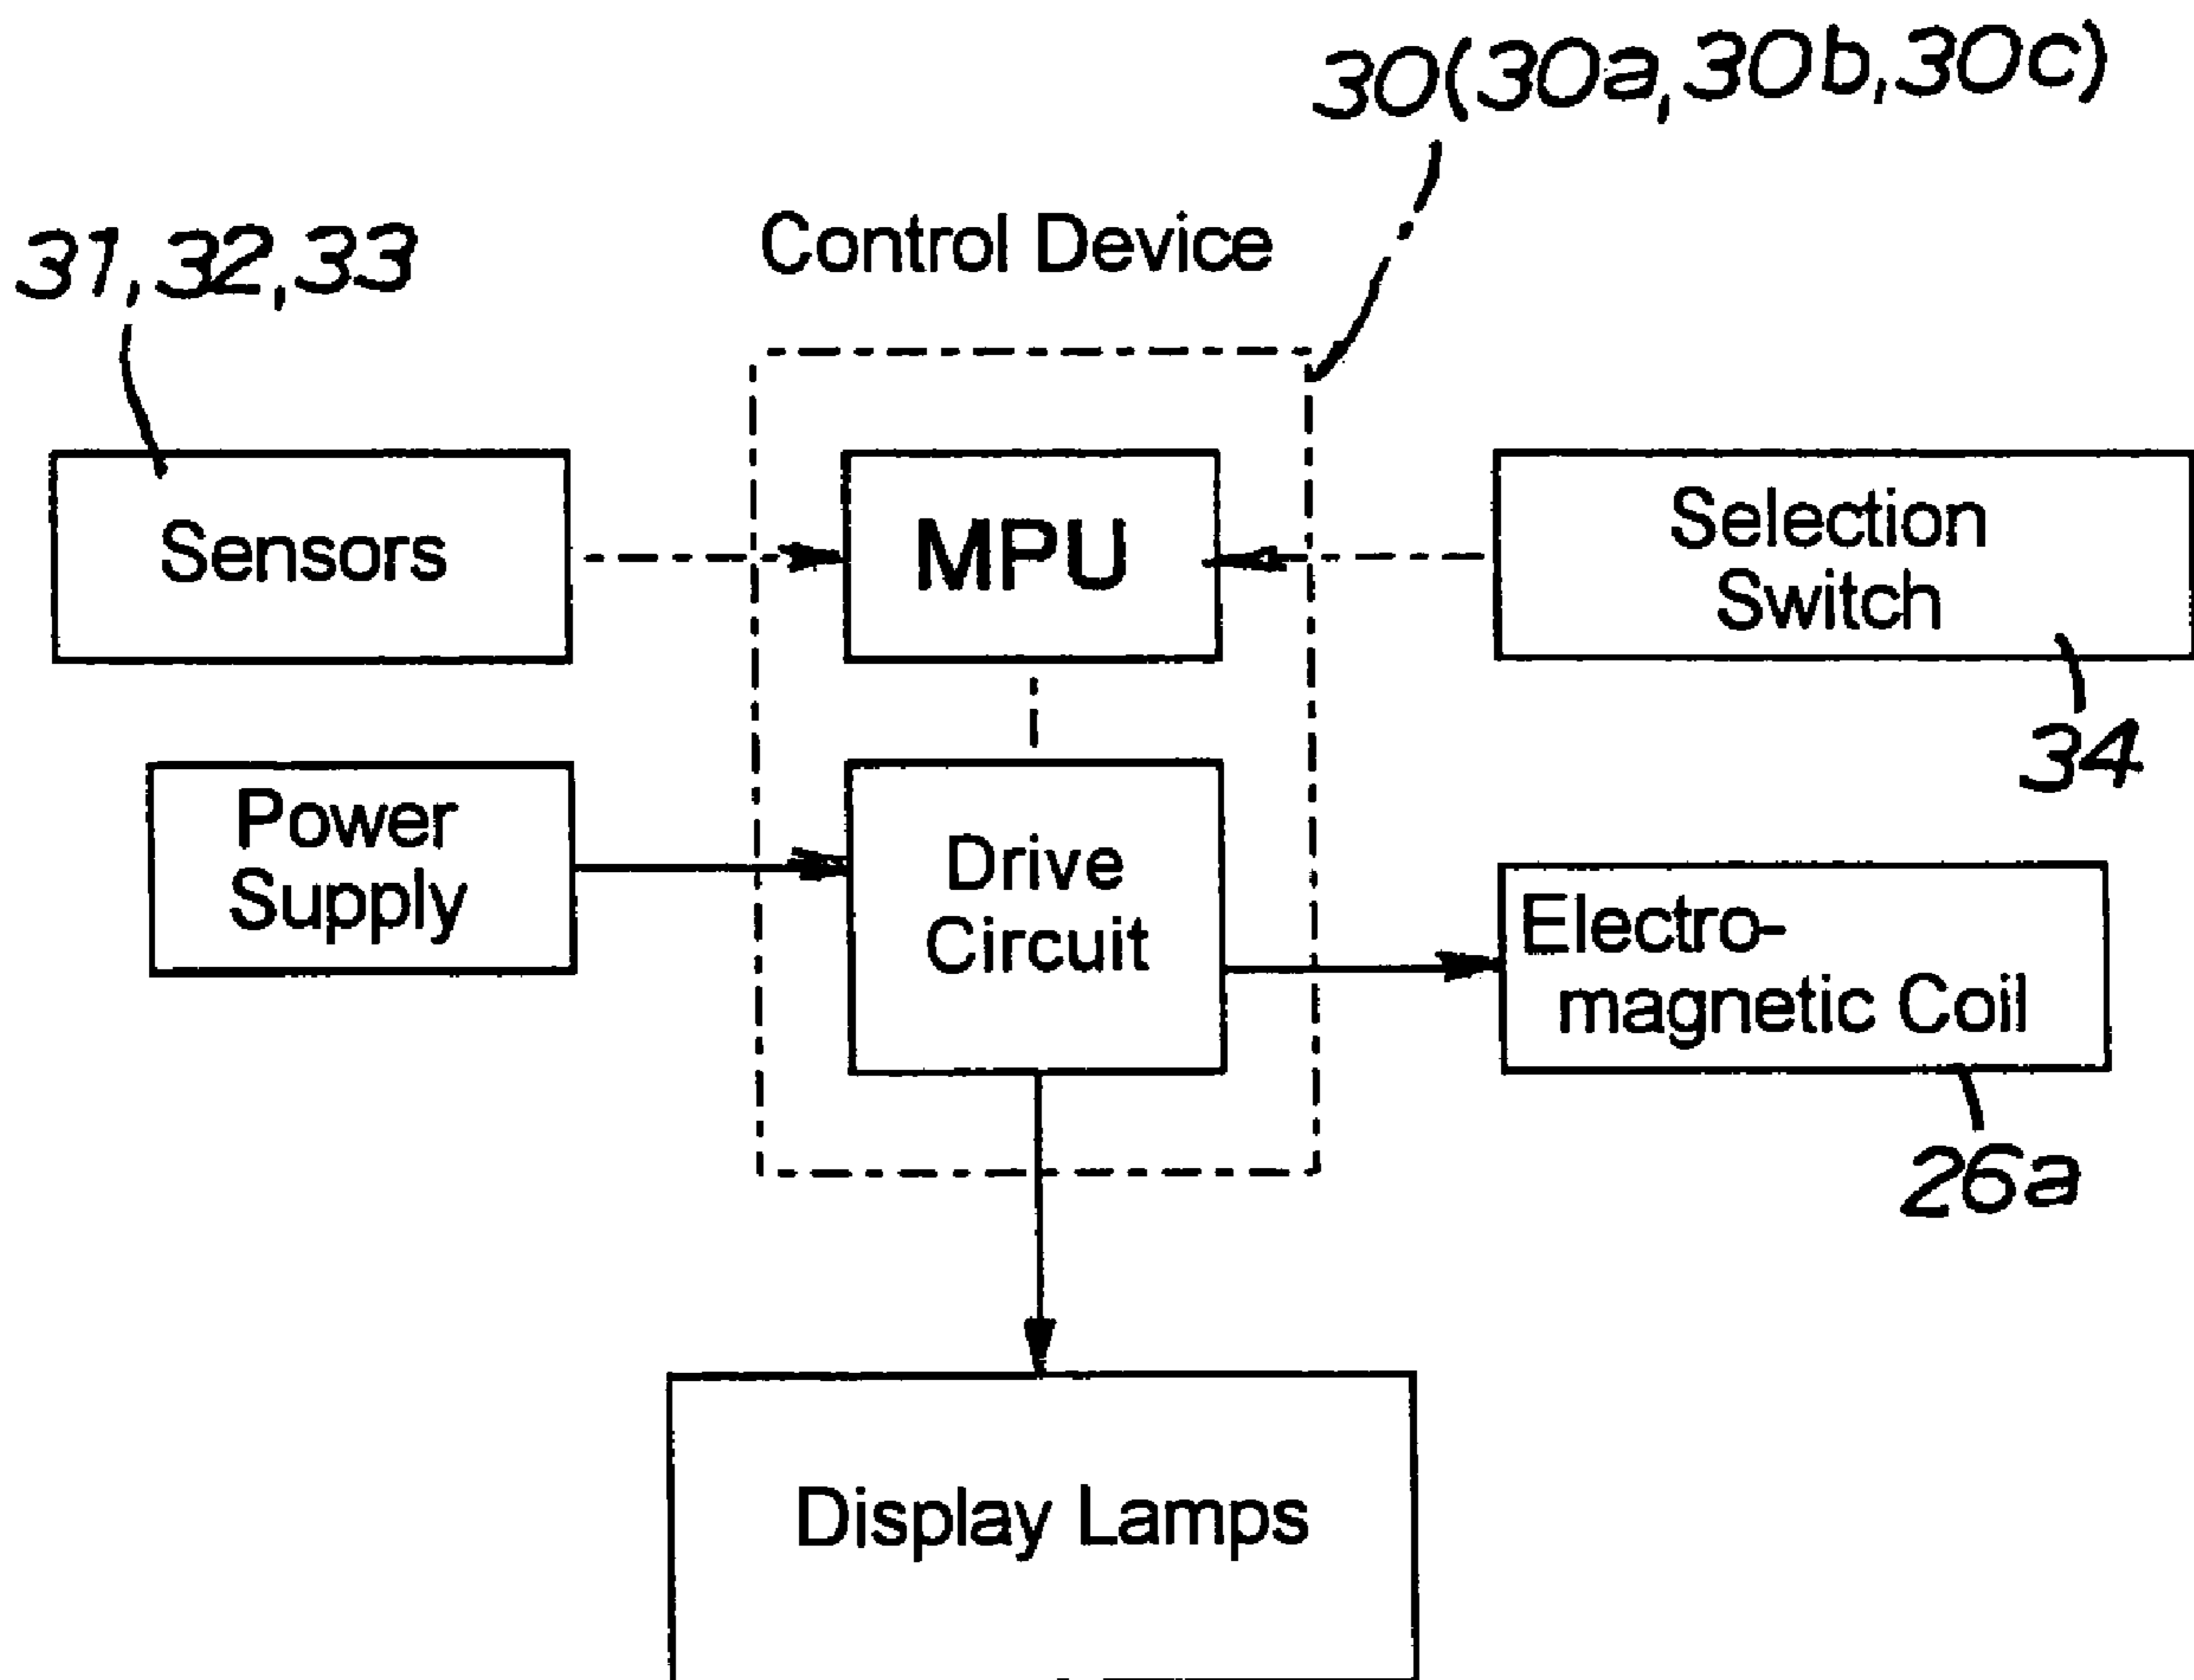 30(30a,30b,30c)
31,32,33
Control Device
Sensors
MPU
Selection
Switch
34
Power
Supply
Drive
Circuit
Electro-
magnetic Coil
26a
Display Lamps